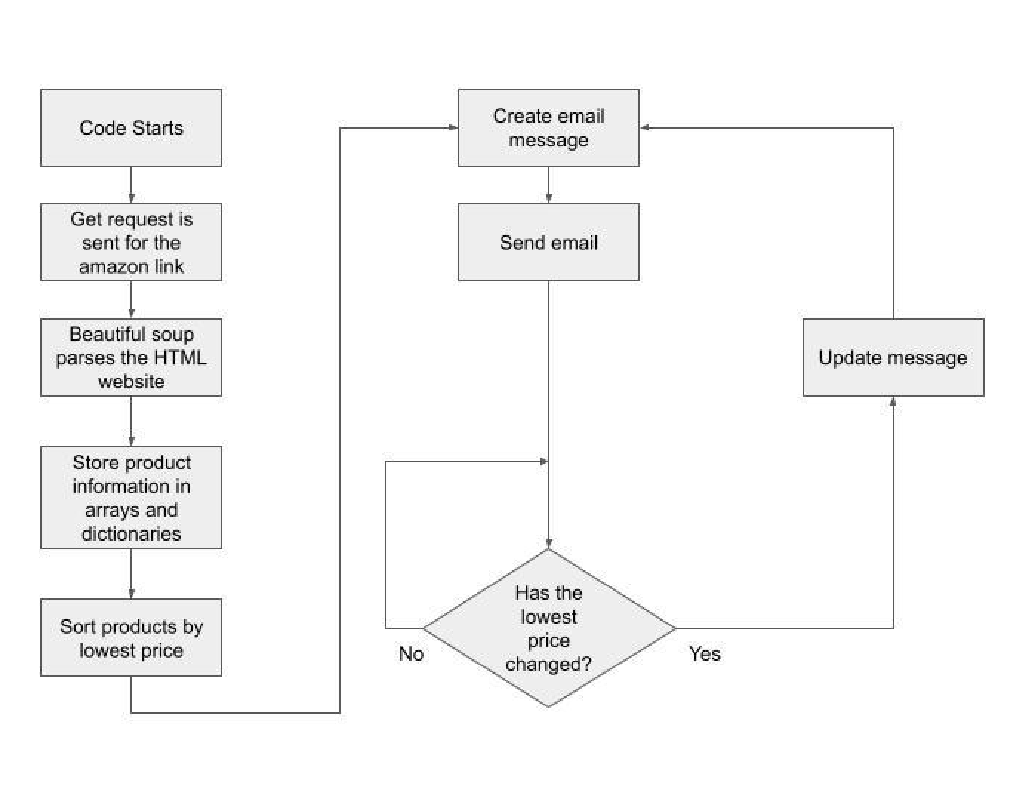 Code Starts
Get request is
sent for the
amazon link
Beautiful soup
parses the HTML
website
Store product
information in
arrays and
dictionaries
Sort products by
lowest price
Create email
message
Send email
Has the
lowest
price
changed?
No
Yes
Update message